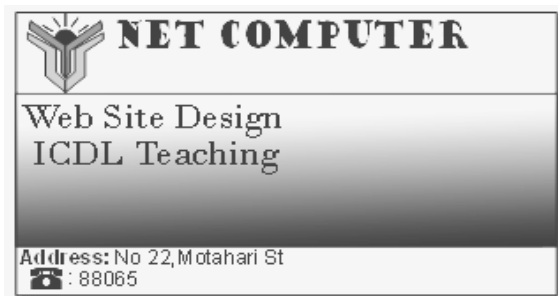 NET COMPUTER
Web Site Design
ICDL Teaching
Address: No 22,Motahari St
☎ : 88065